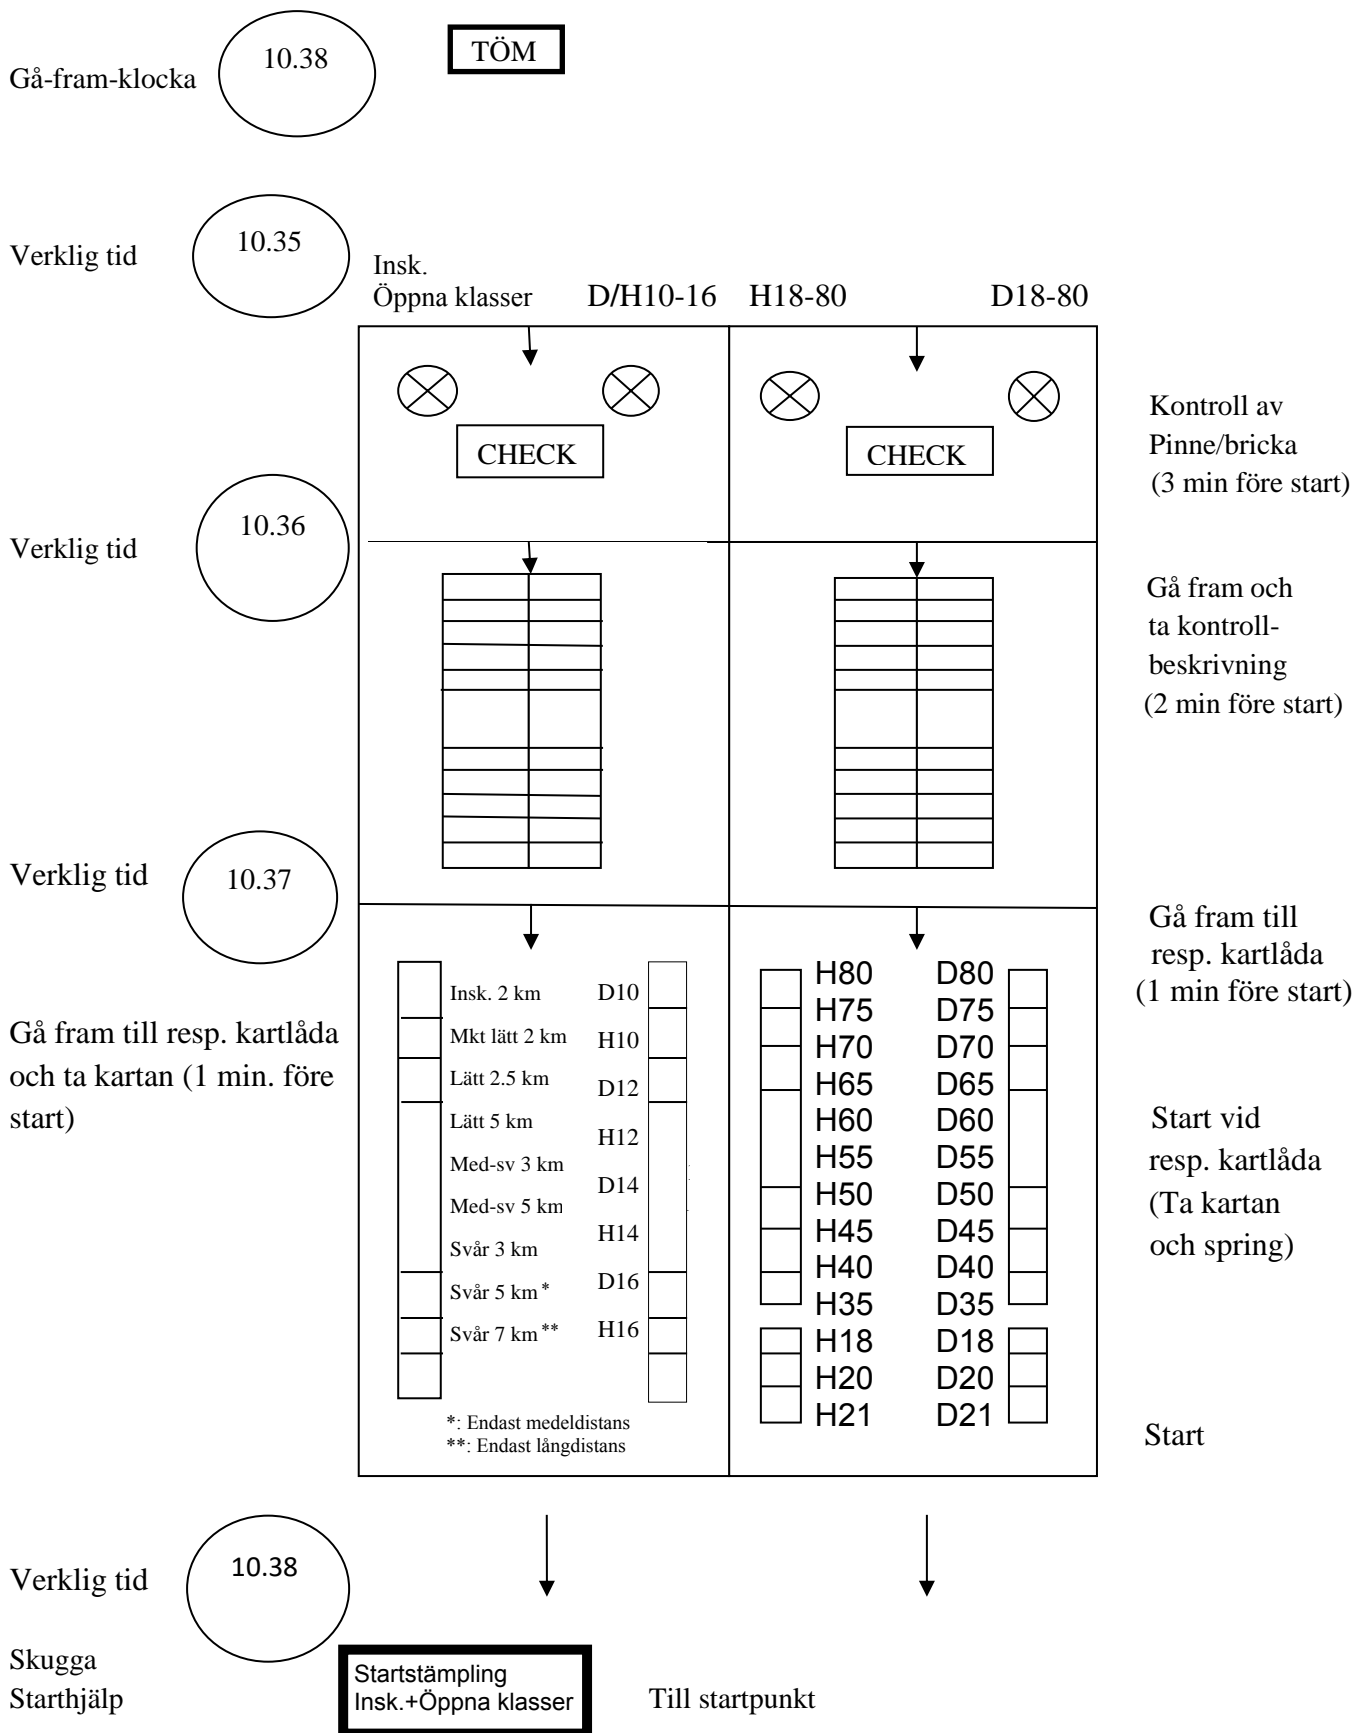 10.38
TÖM
Gå-fram-klocka
10.35
Verklig tid
Insk.
Öppna klasser
D/H10-16
H18-80
D18-80
CHECK
CHECK
Kontroll av
Pinne/bricka
(3 min före start)
10.36
Verklig tid
Gå fram och
ta kontroll-
beskrivning
(2 min före start)
10.37
Verklig tid
Gå fram till resp. kartlåda
och ta kartan (1 min. före
start)
Insk. 2 km
Mkt lätt 2 km
Lätt 2.5 km
Lätt 5 km
Med-sv 3 km
Med-sv 5 km
Svår 3 km
Svår 5 km *
Svår 7 km **
D10
H10
D12
H12
D14
H14
D16
H16
*: Endast medeldistans
**: Endast långdistans
H80
H75
H70
H65
H60
H55
H50
H45
H40
H35
H18
H20
H21
D80
D75
D70
D65
D60
D55
D50
D45
D40
D35
D18
D20
D21
Gå fram till
resp. kartlåda
(1 min före start)
Start vid
resp. kartlåda
(Ta kartan
och spring)
Start
10.38
Verklig tid
Skugga
Starthjälp
Startstämpling
Insk.+Öppna klasser
Till startpunkt